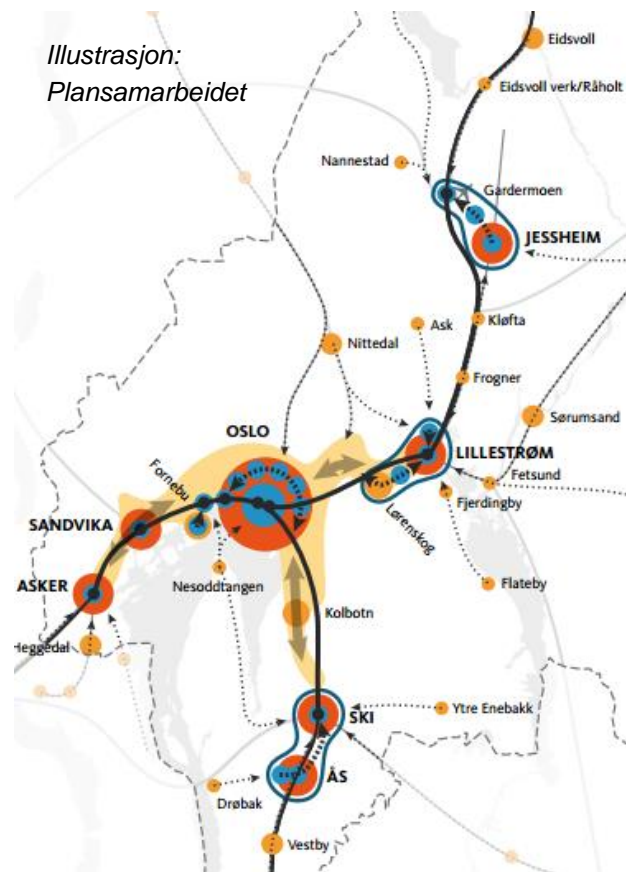 Illustrasjon:
Plansamarbeidet
Eidsvoll
Eidsvoll verk/Råholt
Nannestad
Gardermoen
JESSHEIM
Kløfta
Ask
Nittedal
Frogner
Sørumsand
OSLO
LILLESTRØM
Fornebu
Fetsund
Fjerdingby
Lørenskog
SANDVIKA
ASKER
Nesoddtangen
Flateby
Kolbotn
Heggedal
SKI
Ytre Enebakk
ÅS
Drøbak
Vestby